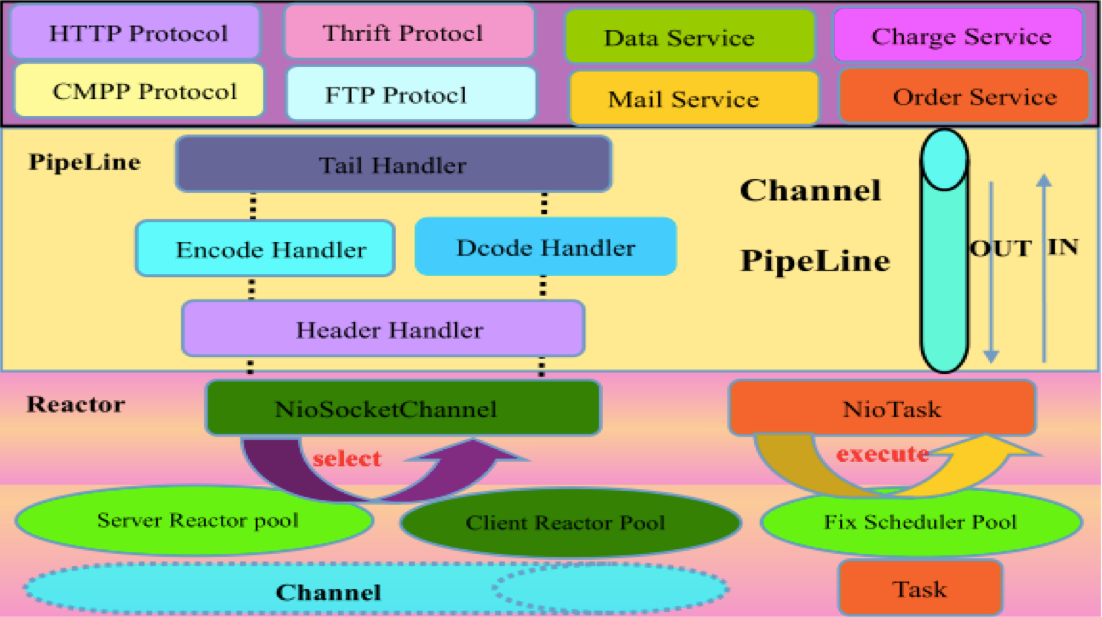 HTTP Protocol
Thrift Protocl
Data Service
Charge Service
CMPP Protocol
FTP Protocl
Mail Service
Order Service
PipeLine
Tail Handler
Channel
PipeLine
Encode Handler
Dcode Handler
OUT
IN
Header Handler
Reactor
NioSocketChannel
NioTask
select
execute
Server Reactor pool
Client Reactor Pool
Fix Scheduler Pool
Channel
Task